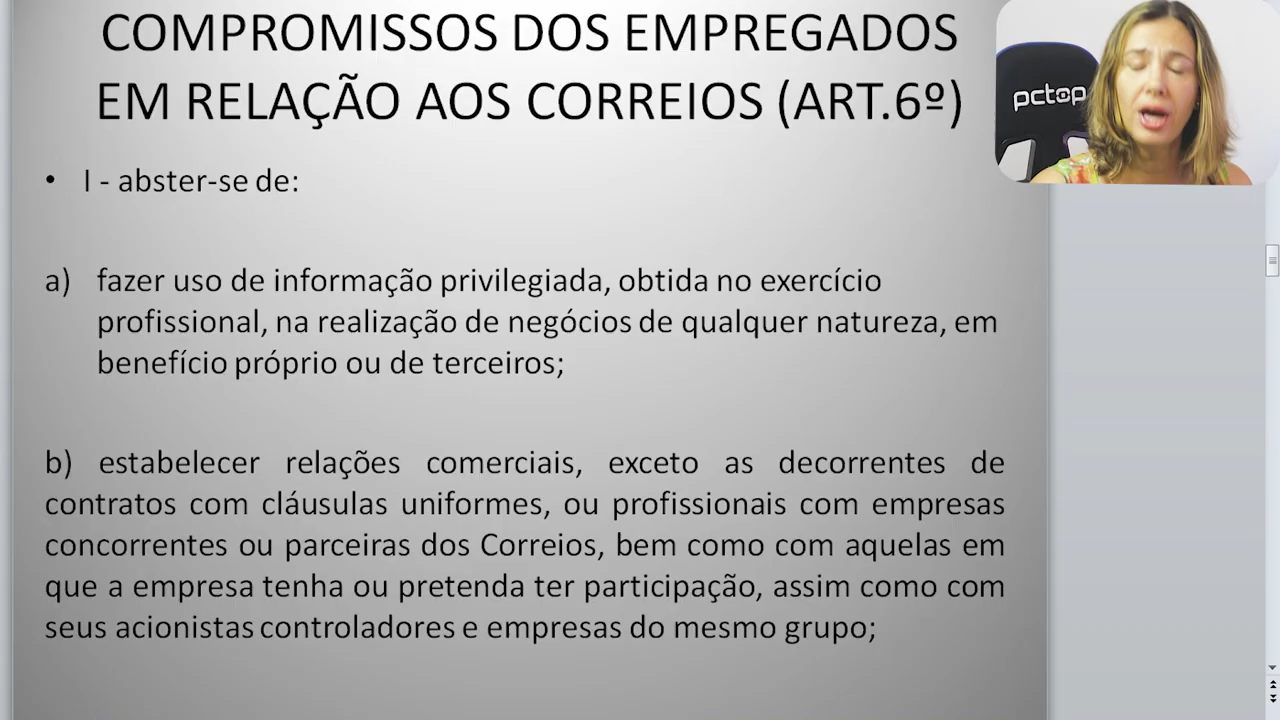 COMPROMISSOS DOS EMPREGADOS
EM RELAÇÃO AOS CORREIOS (ART.6º)
pctop
• I - abster-se de:
a) fazer uso de informação privilegiada, obtida no exercício
profissional, na realização de negócios de qualquer natureza, em
benefício próprio ou de terceiros;
b) estabelecer relações comerciais, exceto as decorrentes de
contratos com cláusulas uniformes, ou profissionais com empresas
concorrentes ou parceiras dos Correios, bem como com aquelas em
que a empresa tenha ou pretenda ter participação, assim como com
seus acionistas controladores e empresas do mesmo grupo;